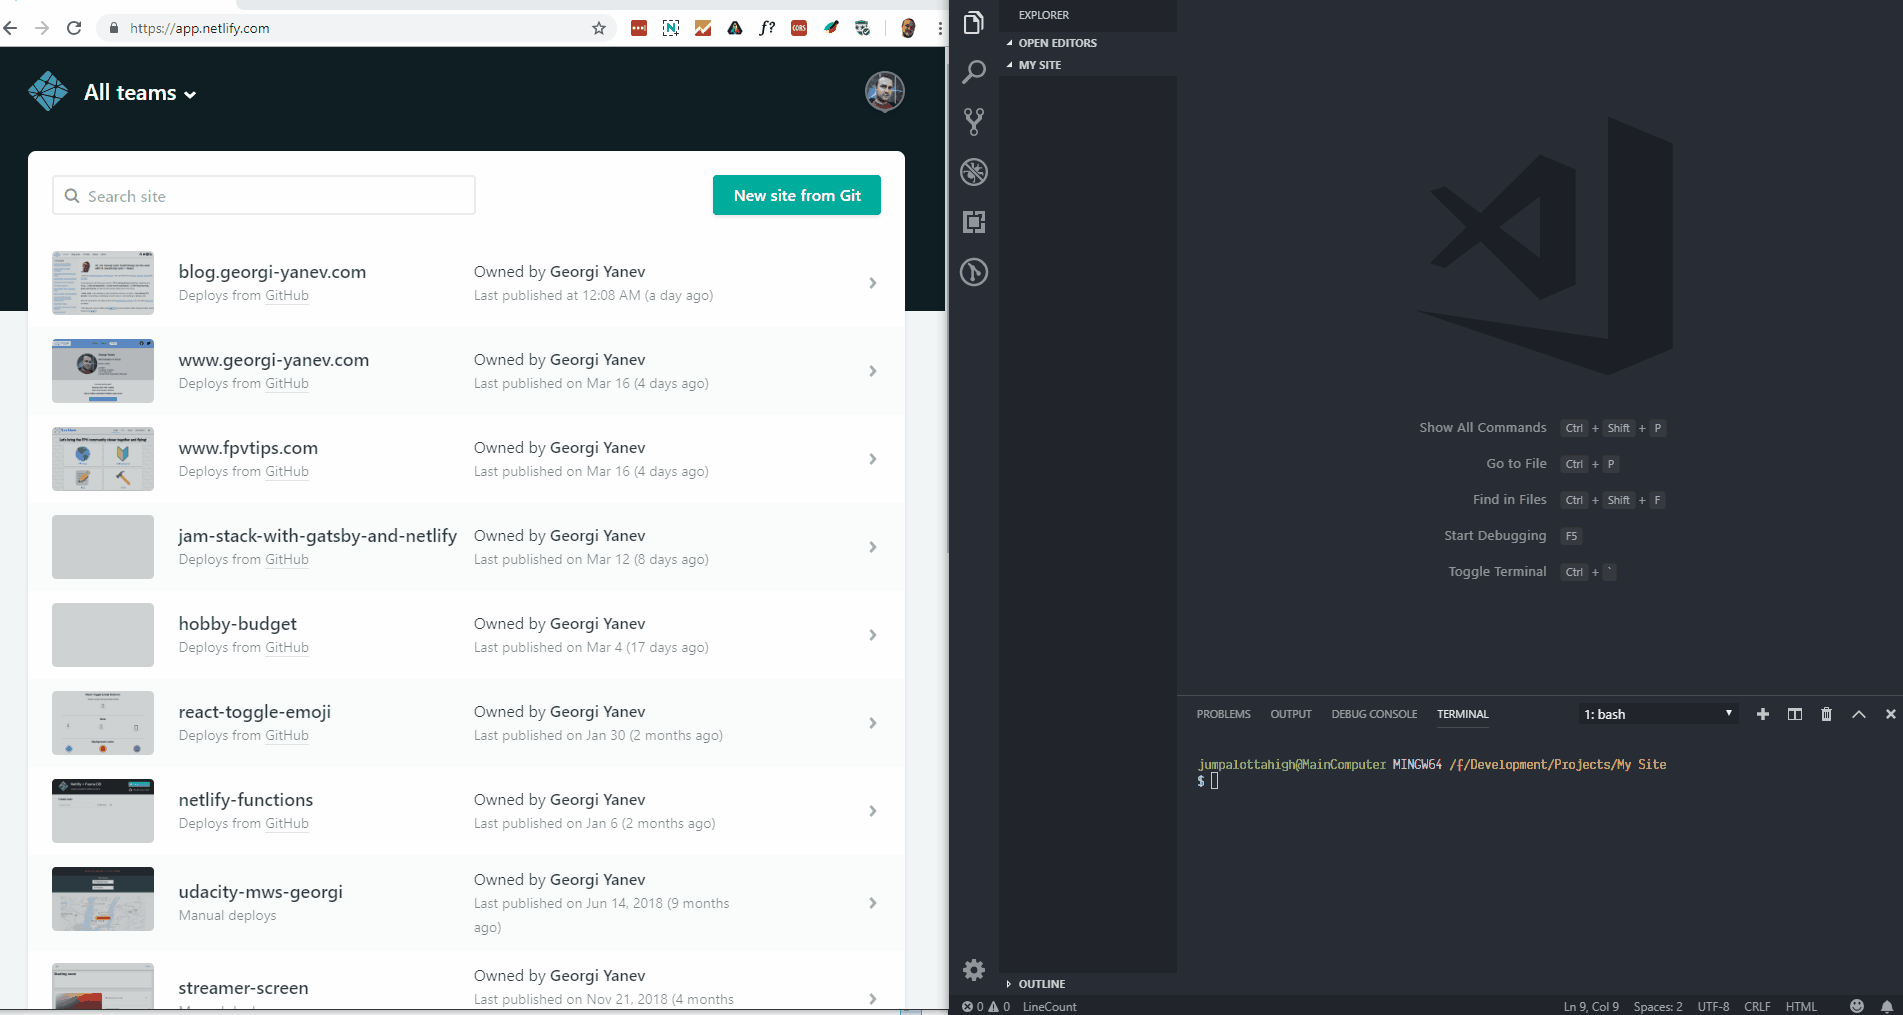 https://app.netlify.com
f?
CORS
All teams
Search site
New site from Git
blog.georgi-yanev.com
Deploys from GitHub
Owned by Georgi Yanev
Last published at 12:08 AM (a day ago)
www.georgi-yanev.com
Deploys from GitHub
Owned by Georgi Yanev
Last published on Mar 16 (4 days ago)
www.fpvtips.com
Deploys from GitHub
Owned by Georgi Yanev
Last published on Mar 16 (4 days ago)
jam-stack-with-gatsby-and-netlify
Deploys from GitHub
Owned by Georgi Yanev
Last published on Mar 12 (8 days ago)
hobby-budget
Deploys from GitHub
Owned by Georgi Yanev
Last published on Mar 4 (17 days ago)
react-toggle-emoji
Deploys from GitHub
Owned by Georgi Yanev
Last published on Jan 30 (2 months ago)
netlify-functions
Deploys from GitHub
Owned by Georgi Yanev
Last published on Jan 6 (2 months ago)
udacity-mws-georgi
Manual deploys
Owned by Georgi Yanev
Last published on Jun 14, 2018 (9 months
ago)
streamer-screen
Owned by Georgi Yanev
Last published on Nov 21, 2018 (4 months
EXPLORER
OPEN EDITORS
MY SITE
OUTLINE
Show All Commands Ctrl + Shift + P
Go to File Ctrl + P
Find in Files Ctrl + Shift + F
Start Debugging F5
Toggle Terminal Ctrl + `
PROBLEMS OUTPUT DEBUG CONSOLE TERMINAL 1: bash
jumpalottahigh@MainComputer MINGW64 /f/Development/Projects/My Site
$
0 0 LineCount Ln 9, Col 9 Spaces: 2 UTF-8 CRLF HTML